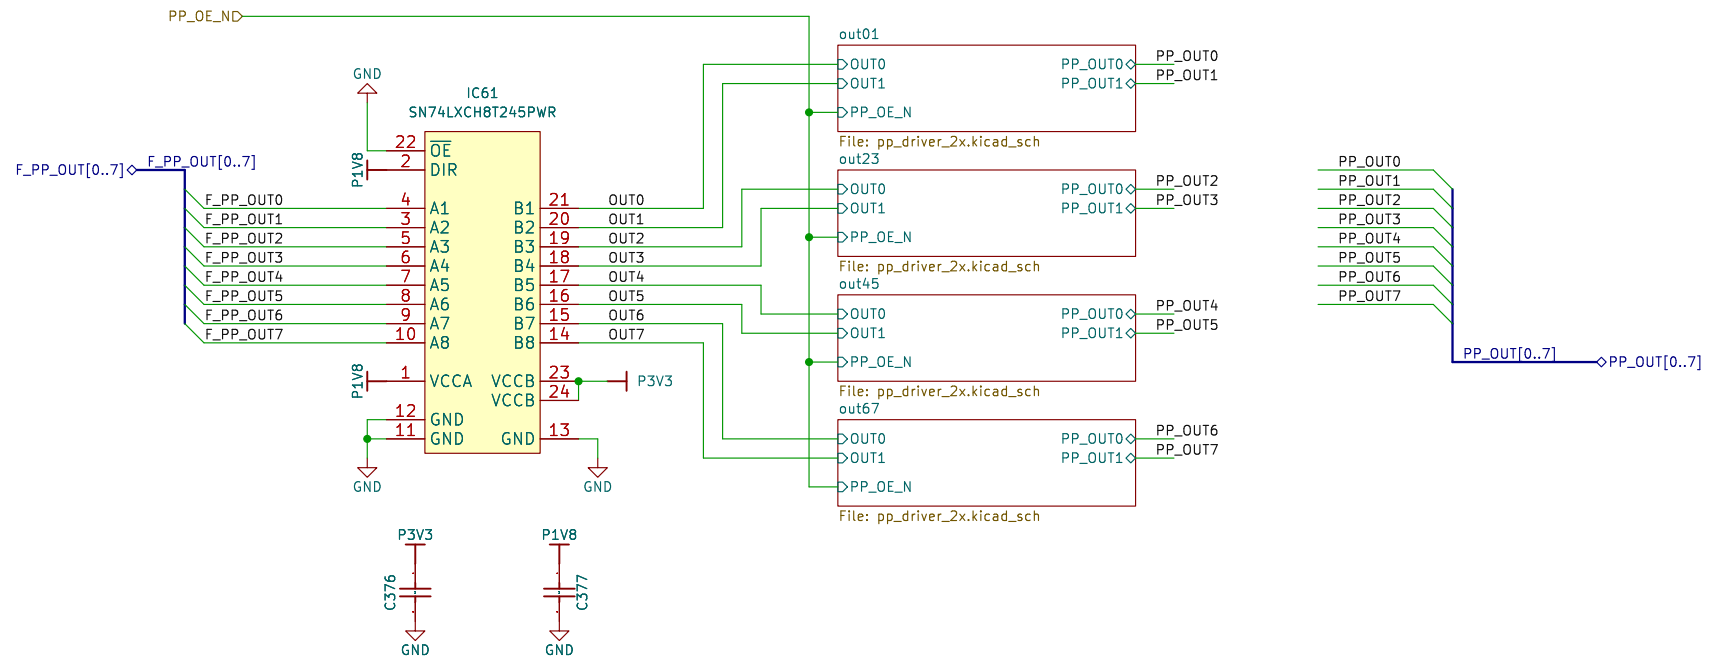 PP_OE_N
GND
IC61
SN74LXCH8T245PWR
P1V8
22
OE
2
DIR
F_PP_OUT[0..7]
F_PP_OUT[0..7]
F_PP_OUT0
4
A1
B1
21
OUT0
F_PP_OUT1
3
A2
B2
20
OUT1
F_PP_OUT2
5
A3
B3
19
OUT2
F_PP_OUT3
6
A4
B4
18
OUT3
F_PP_OUT4
7
A5
B5
17
OUT4
F_PP_OUT5
8
A6
B6
16
OUT5
F_PP_OUT6
9
A7
B7
15
OUT6
F_PP_OUT7
10
A8
B8
14
OUT7
P1V8
1
VCCA
VCCB
23
P3V3
VCCB
24
12
GND
11
GND
GND
13
GND
GND
P3V3
C376
GND
P1V8
C377
GND
out01
OUT0
PP_OUT0
PP_OUT0
OUT1
PP_OUT1
PP_OUT1
PP_OE_N
File: pp_driver_2x.kicad_sch
out23
OUT0
PP_OUT0
PP_OUT2
OUT1
PP_OUT1
PP_OUT3
PP_OE_N
File: pp_driver_2x.kicad_sch
out45
OUT0
PP_OUT0
PP_OUT4
OUT1
PP_OUT1
PP_OUT5
PP_OE_N
File: pp_driver_2x.kicad_sch
out67
OUT0
PP_OUT0
PP_OUT6
OUT1
PP_OUT1
PP_OUT7
PP_OE_N
File: pp_driver_2x.kicad_sch
PP_OUT0
PP_OUT1
PP_OUT2
PP_OUT3
PP_OUT4
PP_OUT5
PP_OUT6
PP_OUT7
PP_OUT[0..7]
PP_OUT[0..7]